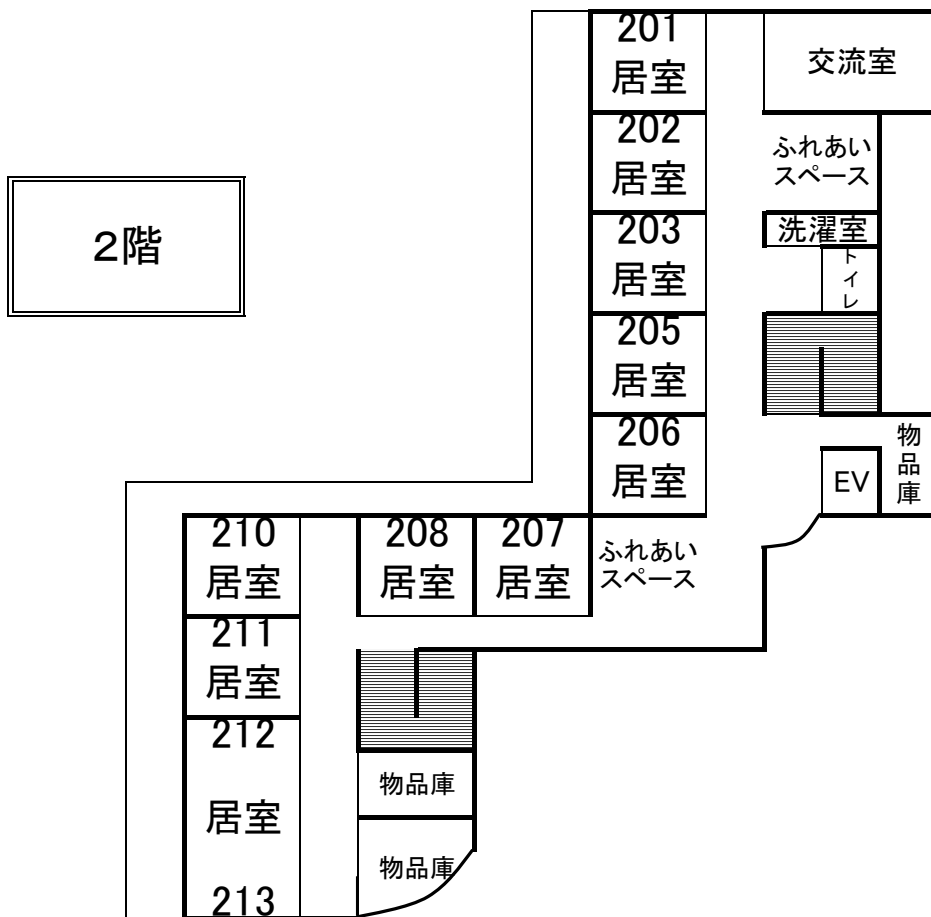 201
居室
交流室
202
居室
ふれあい
スペース
2階
203
居室
洗濯室
トイレ
205
居室
206
居室
物品庫
EV
210
居室
208
居室
207
居室
ふれあい
スペース
211
居室
212
居室
213
物品庫
物品庫